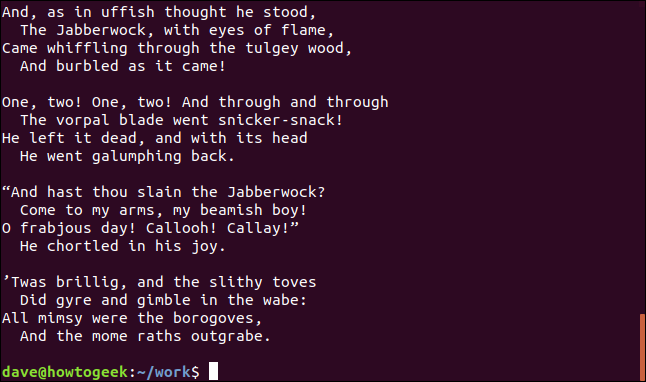 And, as in uffish thought he stood,
  The Jabberwock, with eyes of flame,
Came whiffling through the tulgey wood,
  And burbled as it came!

One, two! One, two! And through and through
  The vorpal blade went snicker-snack!
He left it dead, and with its head
  He went galumphing back.

“And hast thou slain the Jabberwock?
  Come to my arms, my beamish boy!
O frabjous day! Callooh! Callay!”
  He chortled in his joy.

’Twas brillig, and the slithy toves
  Did gyre and gimble in the wabe:
All mimsy were the borogoves,
  And the mome raths outgrabe.

dave@howtogeek:~/work$